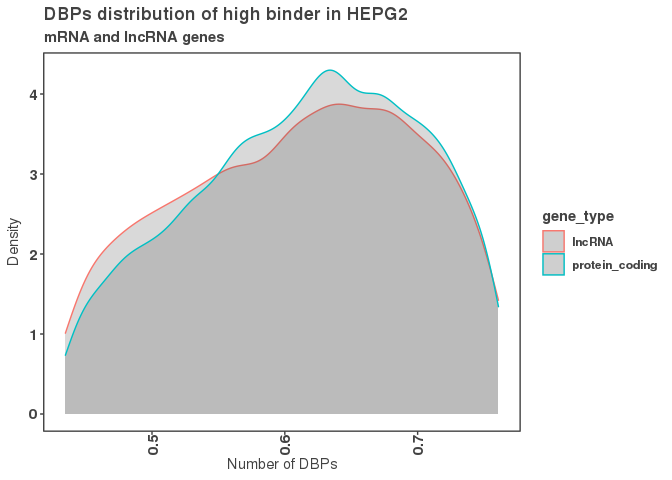 DBPs distribution of high binder in HEPG2
mRNA and lncRNA genes
4
3
2
1
0
Density
0.5
0.6
0.7
Number of DBPs
gene_type
lncRNA
protein_coding